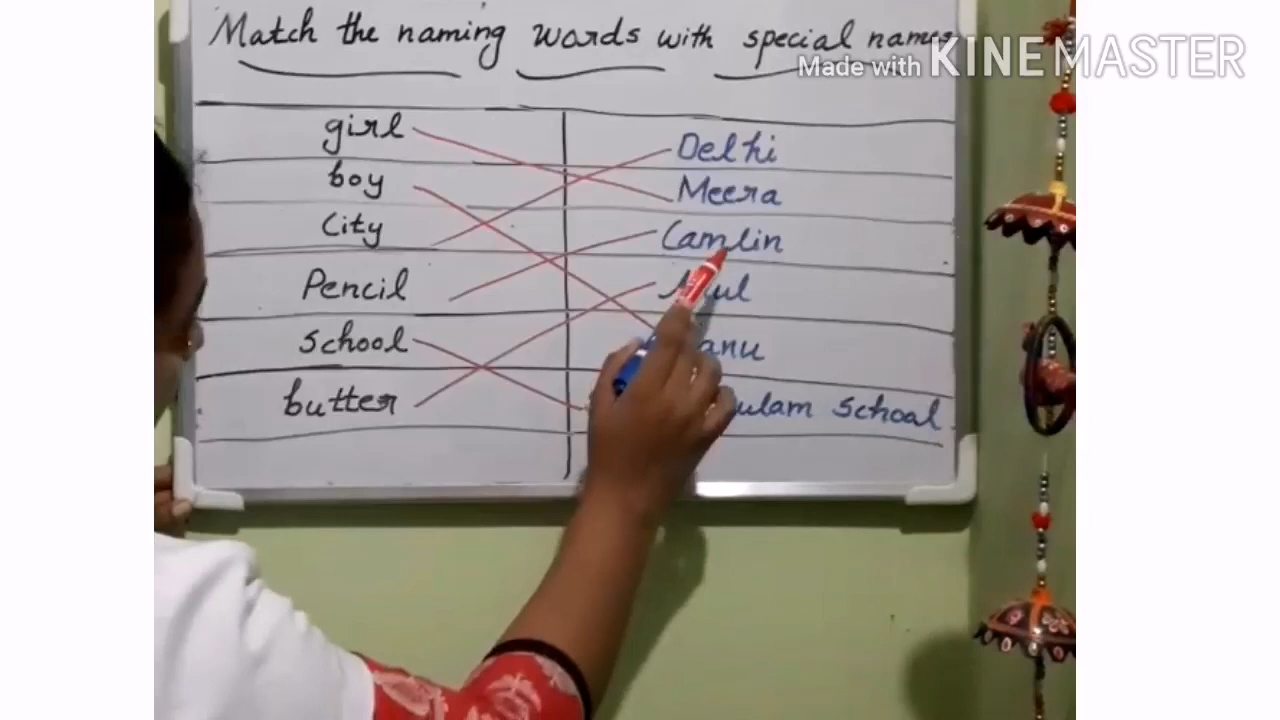 Match the naming words with special names
Made with KINEMASTER
girl Delhi
boy Meera
City Camlin
Pencil
school
butter School